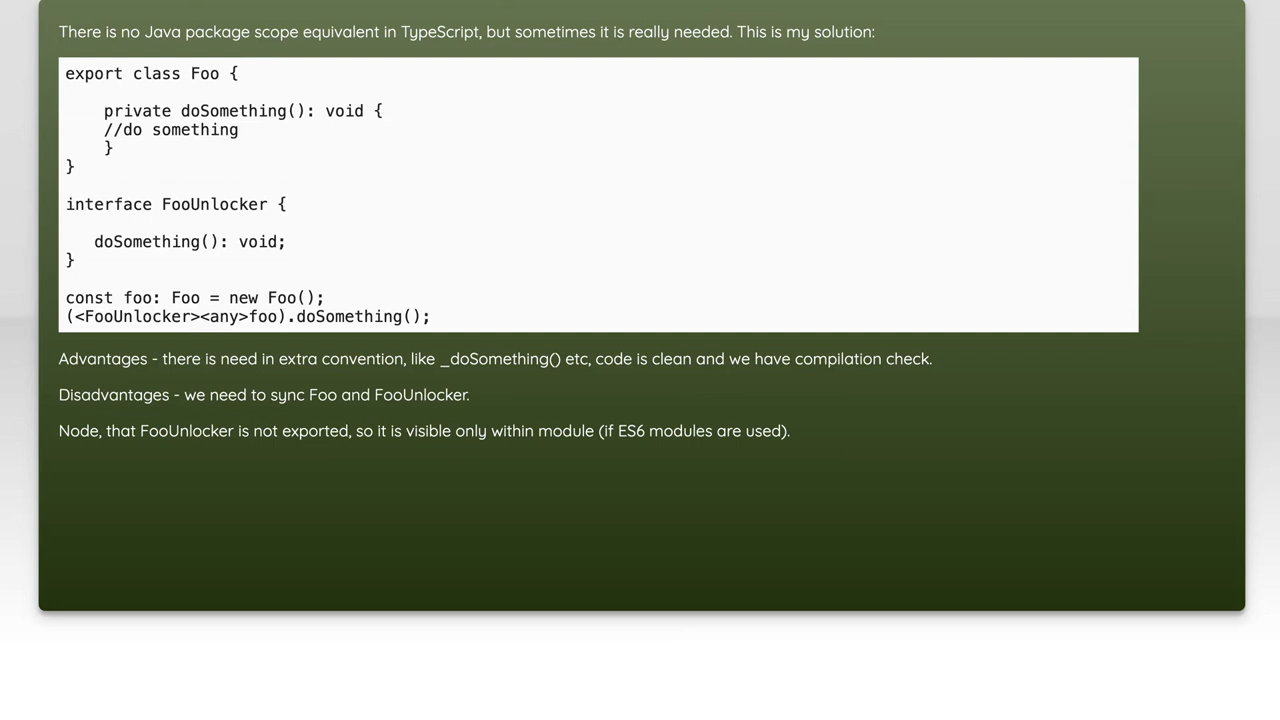 There is no Java package scope equivalent in TypeScript, but sometimes it is really needed. This is my solution:
export class Foo {
private doSomething(): void {
//do something
}
}
interface FooUnlocker {
doSomething(): void;
}
const foo: Foo = new Foo();
(<FooUnlocker><any>foo).doSomething();
Advantages - there is need in extra convention, like _doSomething() etc, code is clean and we have compilation check.
Disadvantages - we need to sync Foo and FooUnlocker.
Node, that FooUnlocker is not exported, so it is visible only within module (if ES6 modules are used).